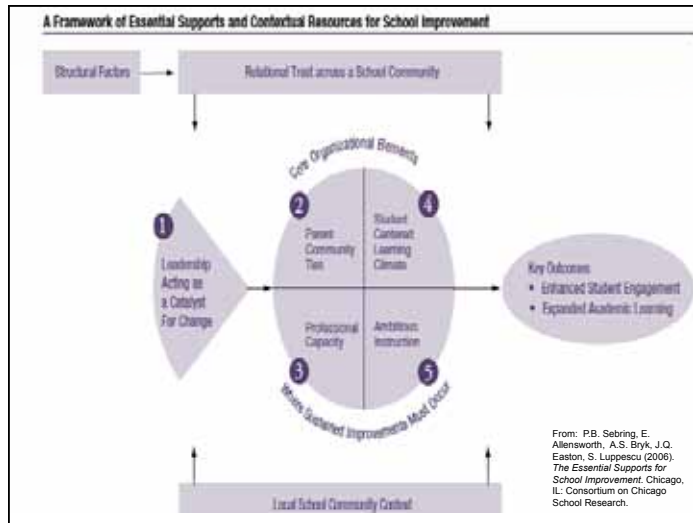 A Framework of Essential Supports and Contextual Resources for School Improvement
Structural Factors
Relational Trust across a School Community
Core Organizational Elements
1
Leadership
Acting as
a Catalyst
For Change
2
Parent
Community
Ties
4
Student
Centered
Learning
Climate
Professional
Capacity
3
Ambitious
Instruction
5
Where Sustained Improvements Must Occur
Key Outcomes
• Enhanced Student Engagement
• Expanded Academic Learning
Local School Community Context
From: P.B. Sebring, E.
Allensworth, A.S. Bryk, J.Q.
Easton, S. Luppescu (2006).
The Essential Supports for
School Improvement. Chicago,
IL: Consortium on Chicago
School Research.